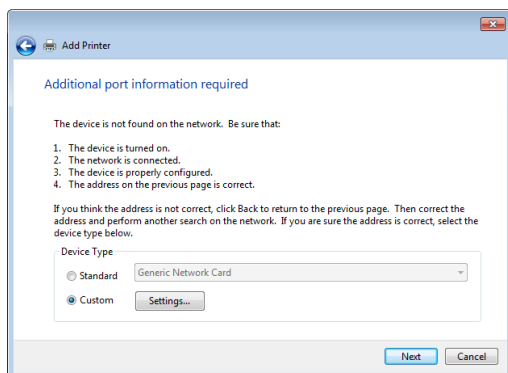 Add Printer
Additional port information required
The device is not found on the network. Be sure that:
1. The device is turned on.
2. The network is connected.
3. The device is properly configured.
4. The address on the previous page is correct.
If you think the address is not correct, click Back to return to the previous page. Then correct the
address and perform another search on the network. If you are sure the address is correct, select the
device type below.
Device Type
Standard Generic Network Card
Custom Settings...
Next Cancel